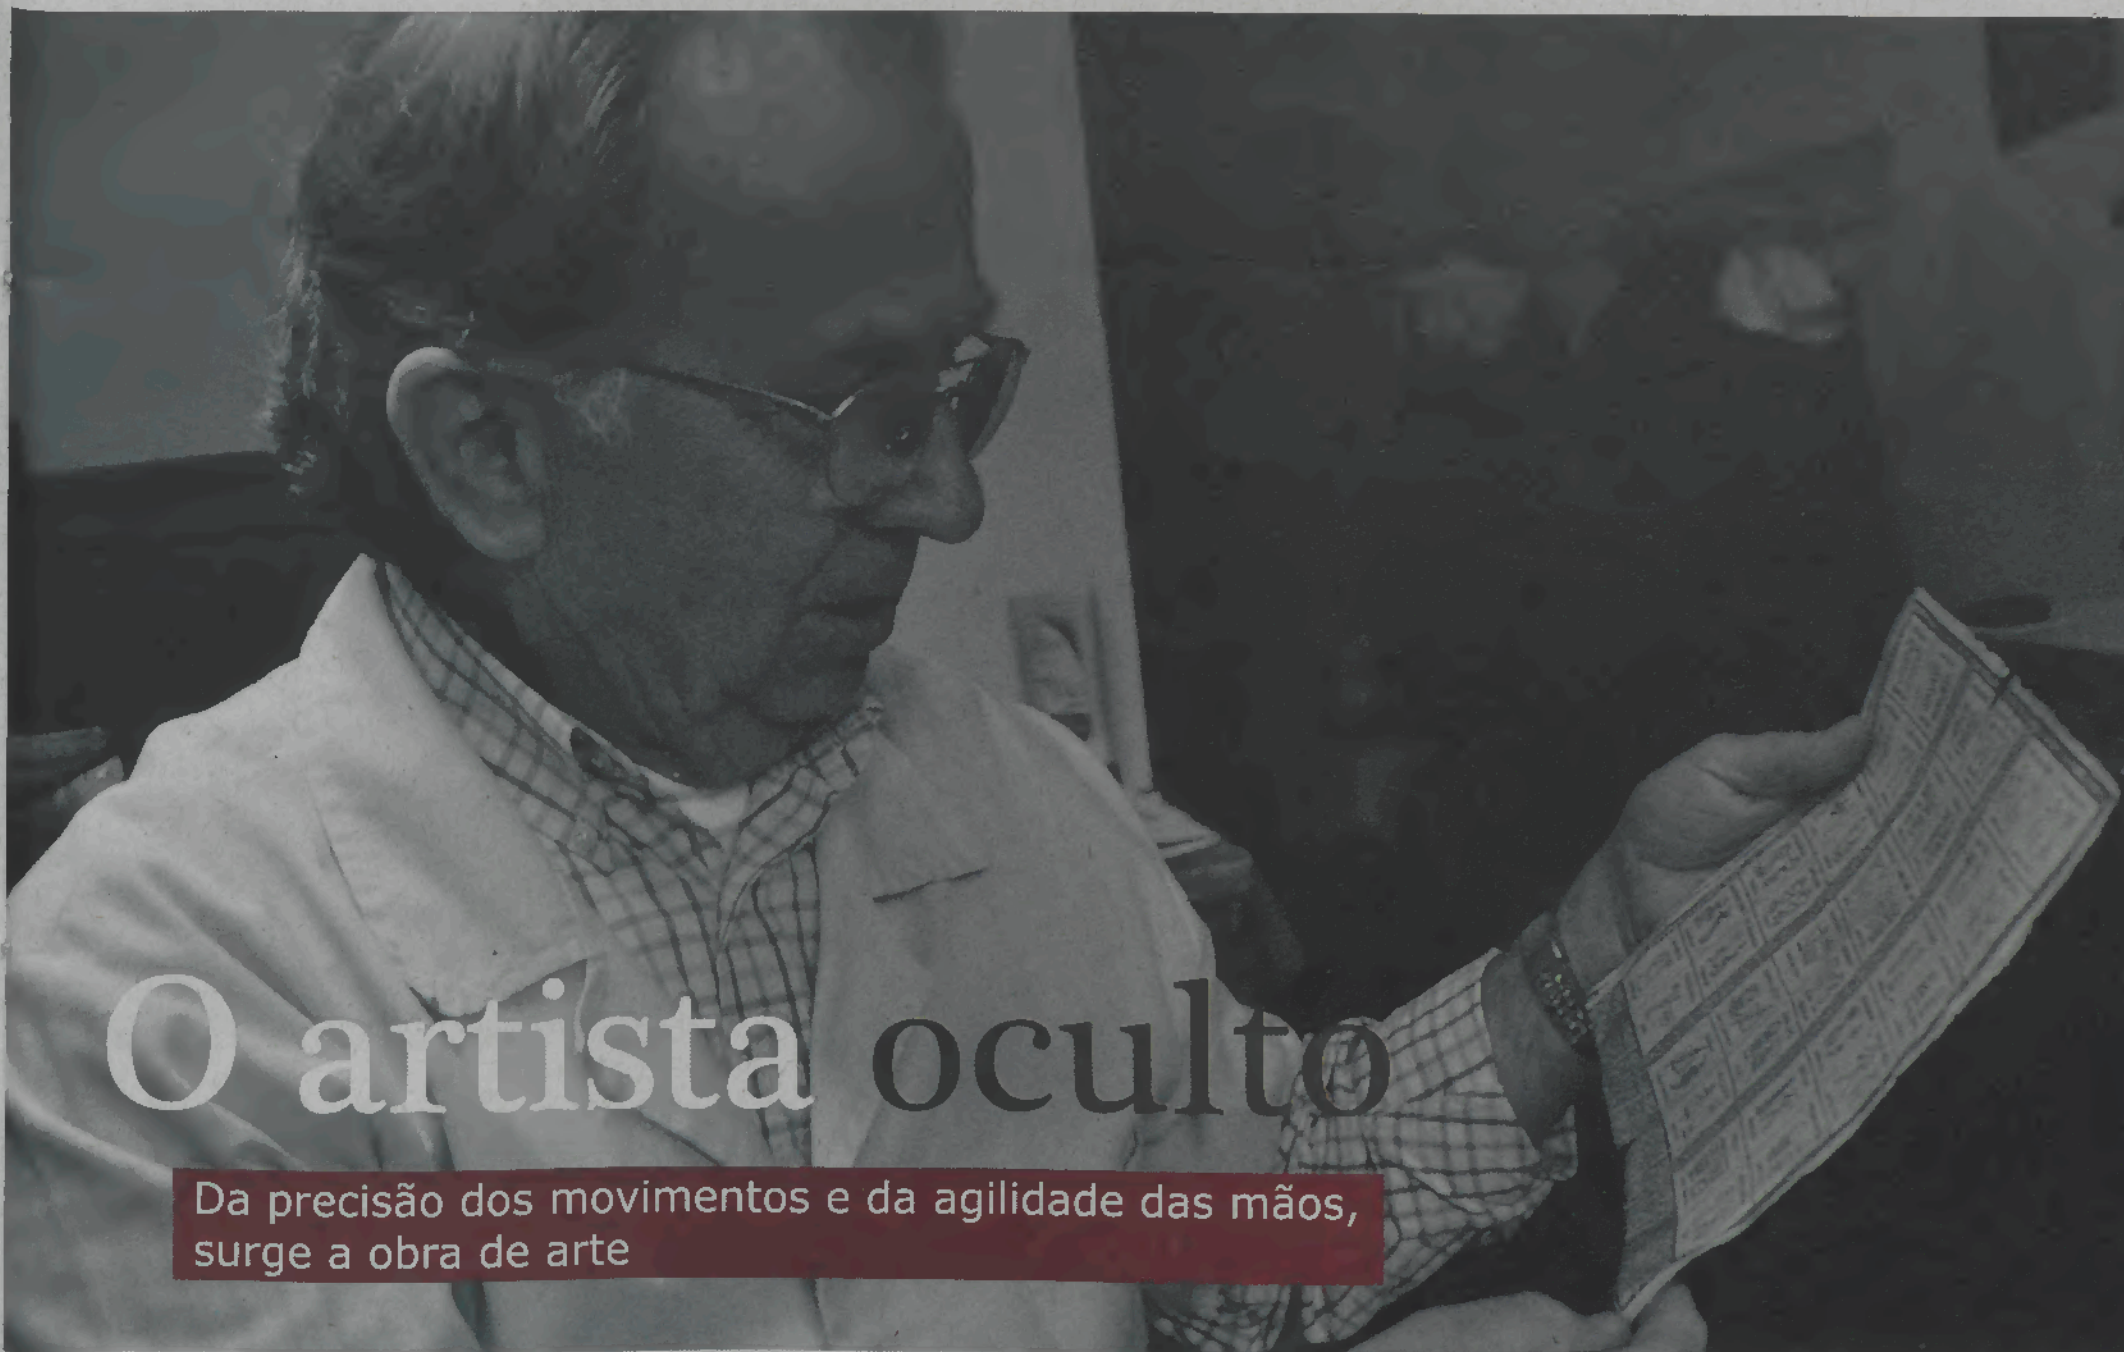 O artista oculto
Da precisão dos movimentos e da agilidade das mãos,
surge a obra de arte